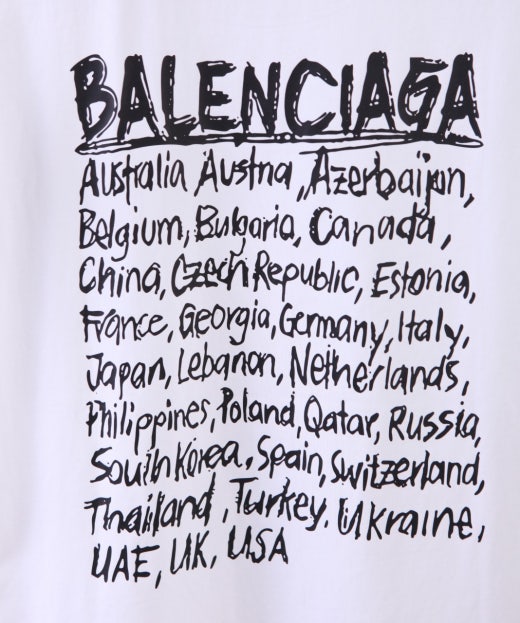 BALENCIAGA
Australia Austria, Azerbaijan,
Belgium, Bulgaria, Canada,
China, Czech Republic, Estonia,
France, Georgia, Germany, Italy,
Japan, Lebanon, Netherlands,
Philippines, Poland, Qatar, Russia,
South Korea, Spain, Switzerland,
Thailand, Turkey, Ukraine,
UAE, UK, USA